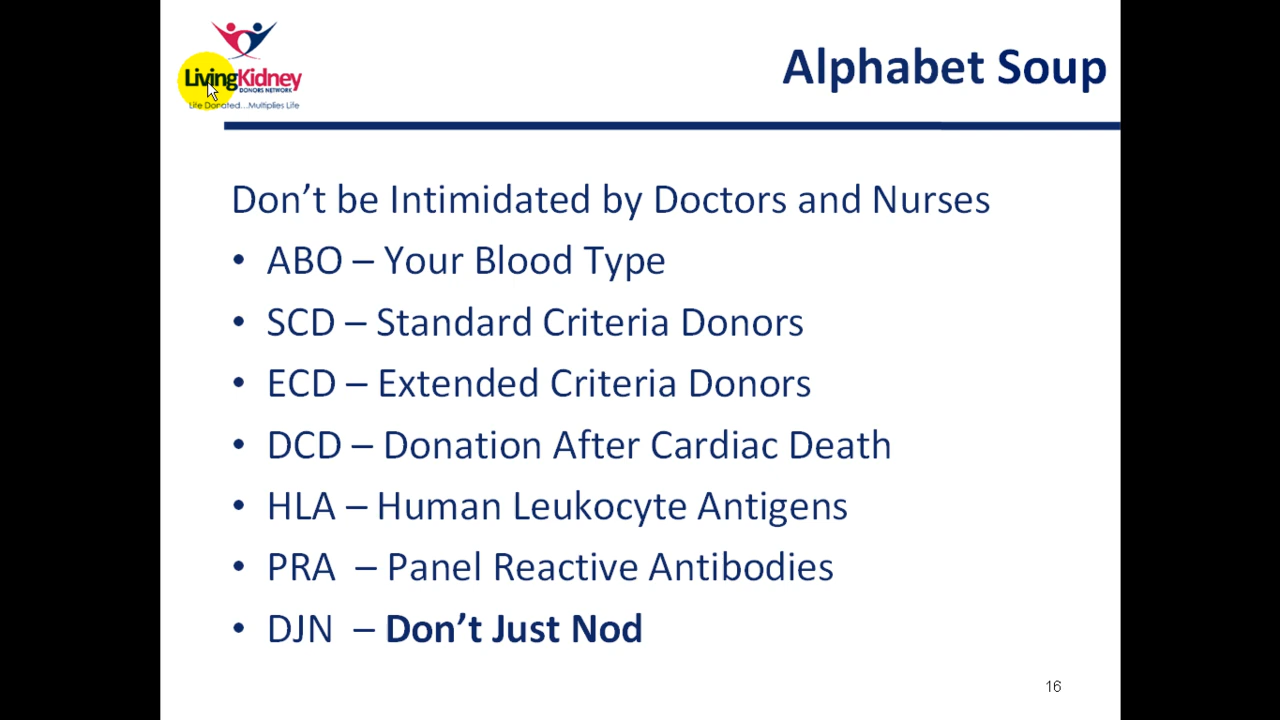 LivingKidney
DONORS NETWORK
Life Donated...Multiplies Life
Alphabet Soup
Don’t be Intimidated by Doctors and Nurses
• ABO – Your Blood Type
• SCD – Standard Criteria Donors
• ECD – Extended Criteria Donors
• DCD – Donation After Cardiac Death
• HLA – Human Leukocyte Antigens
• PRA – Panel Reactive Antibodies
• DJN – Don’t Just Nod
16